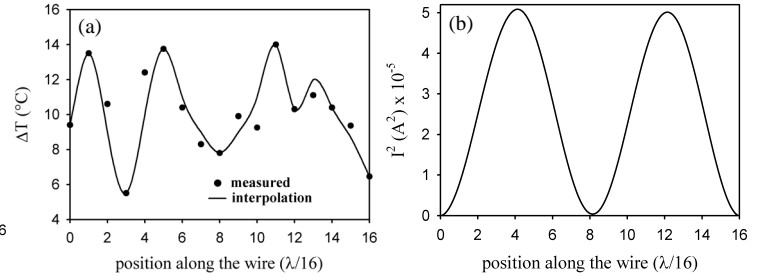 (a)
16
14
12
10
8
6
4
ΔT (°C)
measured
interpolation
0 2 4 6 8 10 12 14 16
position along the wire (λ/16)
6
(b)
5
4
3
2
1
0
I² (A²) x 10⁻⁵
0 2 4 6 8 10 12 14 16
position along the wire (λ/16)